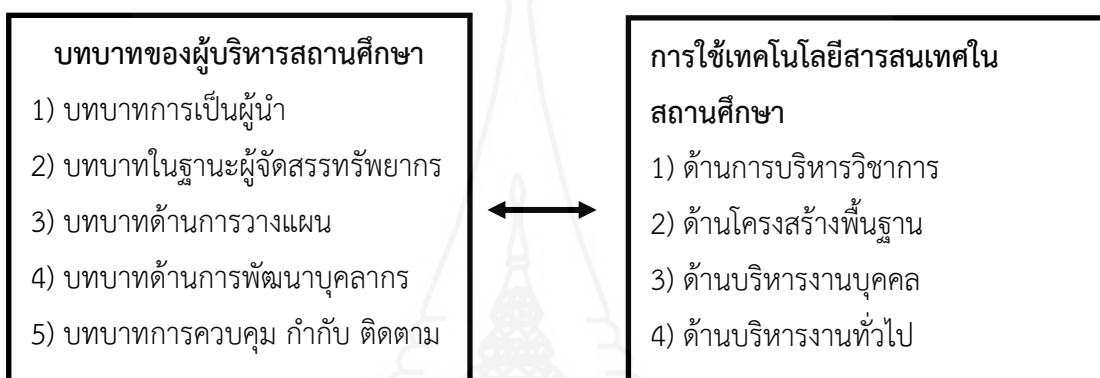 บทบาทของผู้บริหารสถานศึกษา
1) บทบาทการเป็นผู้นำ
2) บทบาทในฐานะผู้จัดสรรทรัพยากร
3) บทบาทด้านการวางแผน
4) บทบาทด้านการพัฒนาบุคลากร
5) บทบาทการควบคุม กำกับ ติดตาม
การใช้เทคโนโลยีสารสนเทศใน
สถานศึกษา
1) ด้านการบริหารวิชาการ
2) ด้านโครงสร้างพื้นฐาน
3) ด้านบริหารงานบุคคล
4) ด้านบริหารงานทั่วไป